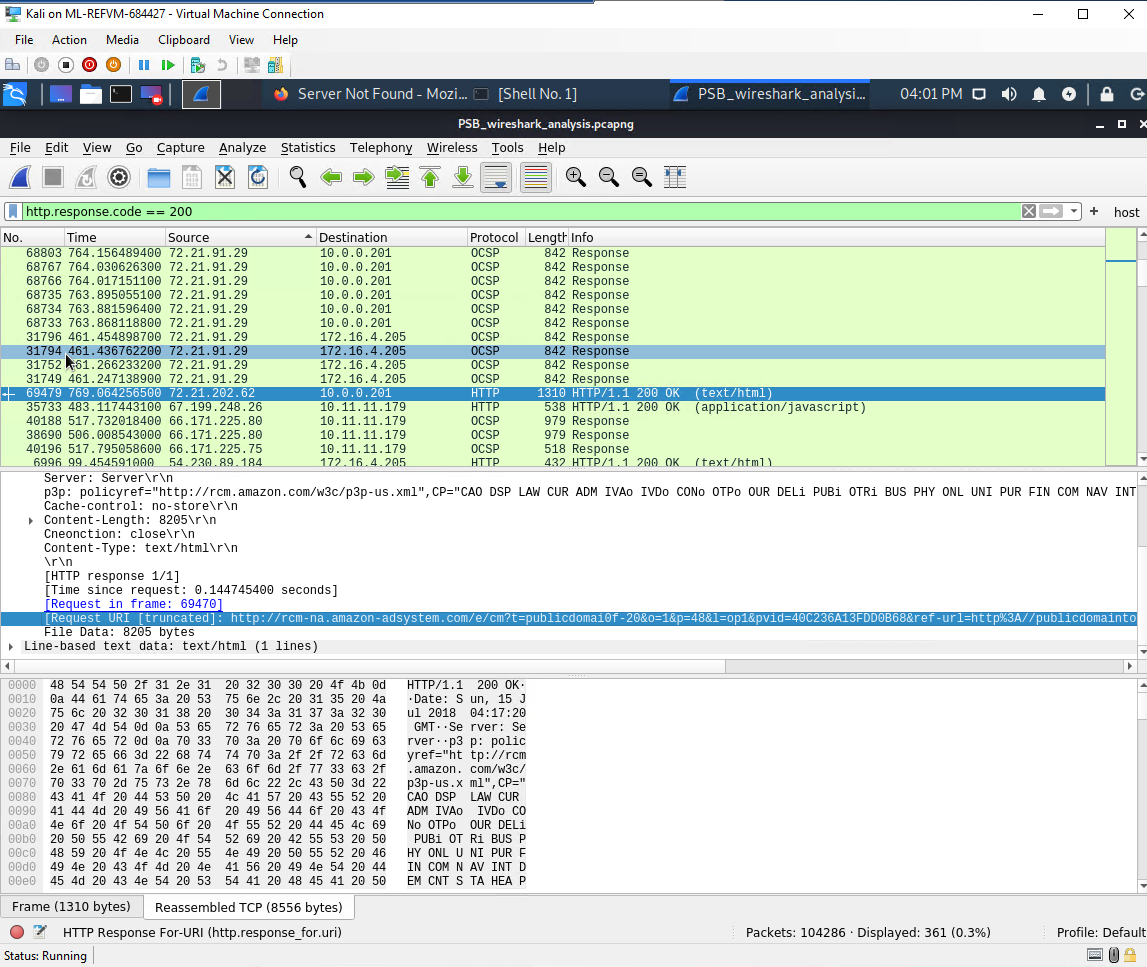 Kali on ML-REFVM-684427 - Virtual Machine Connection
File Action Media Clipboard View Help
Server Not Found - Mozi... [Shell No. 1] PSB_wireshark_analysi... 04:01 PM
PSB_wireshark_analysis.pcapng
File Edit View Go Capture Analyze Statistics Telephony Wireless Tools Help
http.response.code == 200 + host
No. Time Source Destination Protocol Length Info
68803 764.156489400 72.21.91.29 10.0.0.201 OCSP 842 Response
68767 764.030626300 72.21.91.29 10.0.0.201 OCSP 842 Response
68766 764.017151100 72.21.91.29 10.0.0.201 OCSP 842 Response
68735 763.895055100 72.21.91.29 10.0.0.201 OCSP 842 Response
68734 763.881596400 72.21.91.29 10.0.0.201 OCSP 842 Response
68733 763.868118800 72.21.91.29 10.0.0.201 OCSP 842 Response
31796 461.454898700 72.21.91.29 172.16.4.205 OCSP 842 Response
31794 461.436762200 72.21.91.29 172.16.4.205 OCSP 842 Response
31752 461.266233200 72.21.91.29 172.16.4.205 OCSP 842 Response
31749 461.247138900 72.21.91.29 172.16.4.205 OCSP 842 Response
69479 769.064256500 72.21.202.62 10.0.0.201 HTTP 1310 HTTP/1.1 200 OK (text/html)
35733 483.117443100 67.199.248.26 10.11.11.179 HTTP 538 HTTP/1.1 200 OK (application/javascript)
40188 517.732018400 66.171.225.80 10.11.11.179 OCSP 979 Response
38690 506.008543000 66.171.225.80 10.11.11.179 OCSP 979 Response
40196 517.795058600 66.171.225.75 10.11.11.179 OCSP 518 Response
6996 99.454591000 54.230.89.184 172.16.4.205 HTTP 432 HTTP/1.1 200 OK (text/html)
Server: Server\r\n
p3p: policyref="http://rcm.amazon.com/w3c/p3p-us.xml",CP="CAO DSP LAW CUR ADM IVAo IVDo CONo OTPo OUR DELi PUBi OTRi BUS PHY ONL UNI PUR FIN COM NAV INT
Cache-control: no-store\r\n
Content-Length: 8205\r\n
Cneonction: close\r\n
Content-Type: text/html\r\n
\r\n
[HTTP response 1/1]
[Time since request: 0.144745400 seconds]
[Request in frame: 69470]
[Request URI [truncated]: http://rcm-na.amazon-adsystem.com/e/cm?t=publicdomai0f-20&o=1&p=48&l=op1&pvid=40C236A13FDD0B68&ref-url=http%3A//publicdomainto
File Data: 8205 bytes
Line-based text data: text/html (1 lines)
0000 48 54 54 50 2f 31 2e 31 20 32 30 30 20 4f 4b 0d HTTP/1.1 200 OK·
0010 0a 44 61 74 65 3a 20 53 75 6e 2c 20 31 35 20 4a ·Date: S un, 15 J
0020 75 6c 20 32 30 31 38 20 30 34 3a 31 37 3a 32 30 ul 2018 04:17:20
0030 20 47 4d 54 0d 0a 53 65 72 76 65 72 3a 20 53 65 GMT··Se rver: Se
0040 72 76 65 72 0d 0a 70 33 70 3a 20 70 6f 6c 69 63 rver··p3 p: polic
0050 79 72 65 66 3d 22 68 74 74 70 3a 2f 2f 72 63 6d yref="ht tp://rcm
0060 2e 61 6d 61 7a 6f 6e 2e 63 6f 6d 2f 77 33 63 2f .amazon. com/w3c/
0070 70 33 70 2d 75 73 2e 78 6d 6c 22 2c 43 50 3d 22 p3p-us.x ml",CP="
0080 43 41 4f 20 44 53 50 20 4c 41 57 20 43 55 52 20 CAO DSP LAW CUR
0090 41 44 4d 20 49 56 41 6f 20 49 56 44 6f 20 43 4f ADM IVAo IVDo CO
00a0 4e 6f 20 4f 54 50 6f 20 4f 55 52 20 44 45 4c 69 No OTPo OUR DELi
00b0 20 50 55 42 69 20 4f 54 52 69 20 42 55 53 20 50 PUBi OT Ri BUS P
00c0 48 59 20 4f 4e 4c 20 55 4e 49 20 50 55 52 20 46 HY ONL U NI PUR F
00d0 49 4e 20 43 4f 4d 20 4e 41 56 20 49 4e 54 20 44 IN COM N AV INT D
00e0 45 4d 20 43 4e 54 20 53 54 41 20 48 45 41 20 50 EM CNT S TA HEA P
Frame (1310 bytes) Reassembled TCP (8556 bytes)
HTTP Response For-URI (http.response_for.uri) Packets: 104286 · Displayed: 361 (0.3%) Profile: Default
Status: Running